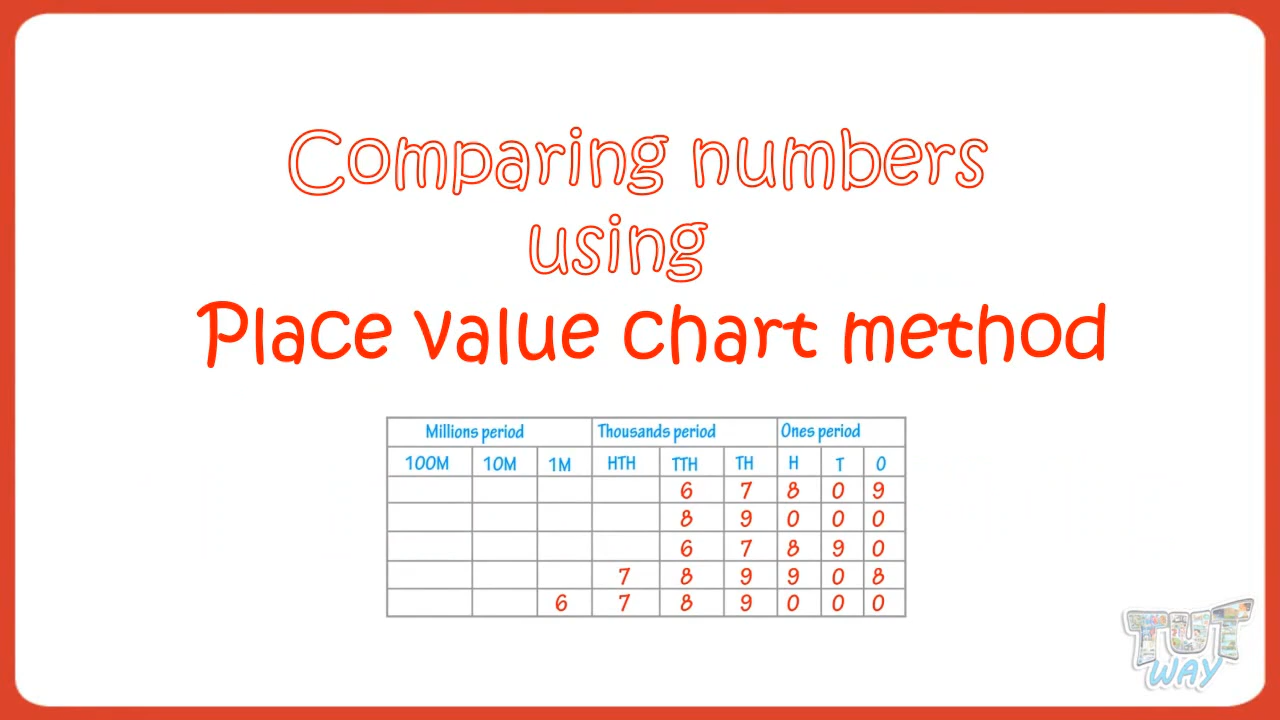 Comparing numbers
using
Place value chart method
Millions period Thousands period Ones period
100M 10M 1M HTH TTH TH H T O
6 7 8 0 9
8 9 0 0 0
6 7 8 9 0
7 8 9 9 0 8
6 7 8 9 0 0 0
TUT
WAY